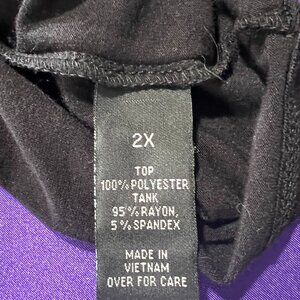 2X
TOP
100% POLYESTER
TANK
95% RAYON,
5% SPANDEX
MADE IN
VIETNAM
OVER FOR CARE